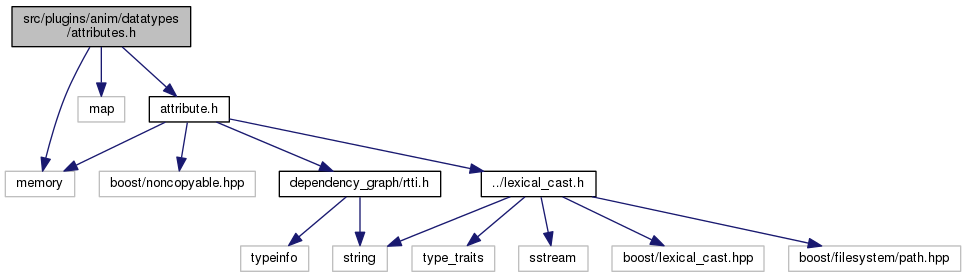 src/plugins/anim/datatypes
/attributes.h
map
attribute.h
memory
boost/noncopyable.hpp
dependency_graph/rtti.h
../lexical_cast.h
typeinfo
string
type_traits
sstream
boost/lexical_cast.hpp
boost/filesystem/path.hpp